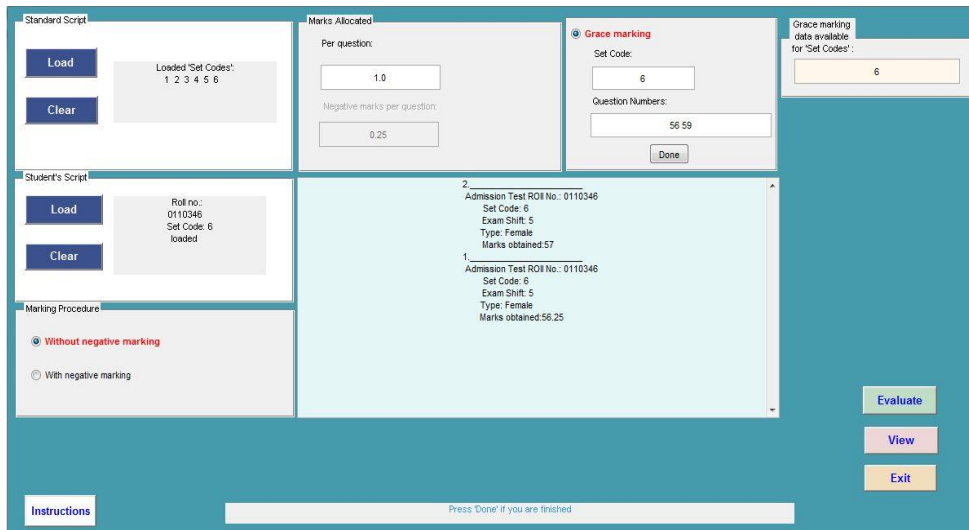 Standard Script
Load
Clear
Loaded 'Set Codes':
1 2 3 4 5 6
Marks Allocated
Per question:
1.0
Negative marks per question:
0.25
Grace marking
Set Code:
6
Question Numbers:
56 59
Done
Grace marking
data available
for 'Set Codes' :
6
Student's Script
Load
Clear
Roll no.:
0110346
Set Code: 6
loaded
2.
Admission Test ROll No.: 0110346
Set Code: 6
Exam Shift: 5
Type: Female
Marks obtained:57
1.
Admission Test ROll No.: 0110346
Set Code: 6
Exam Shift: 5
Type: Female
Marks obtained:56.25
Marking Procedure
Without negative marking
With negative marking
Evaluate
View
Exit
Instructions
Press 'Done' if you are finished